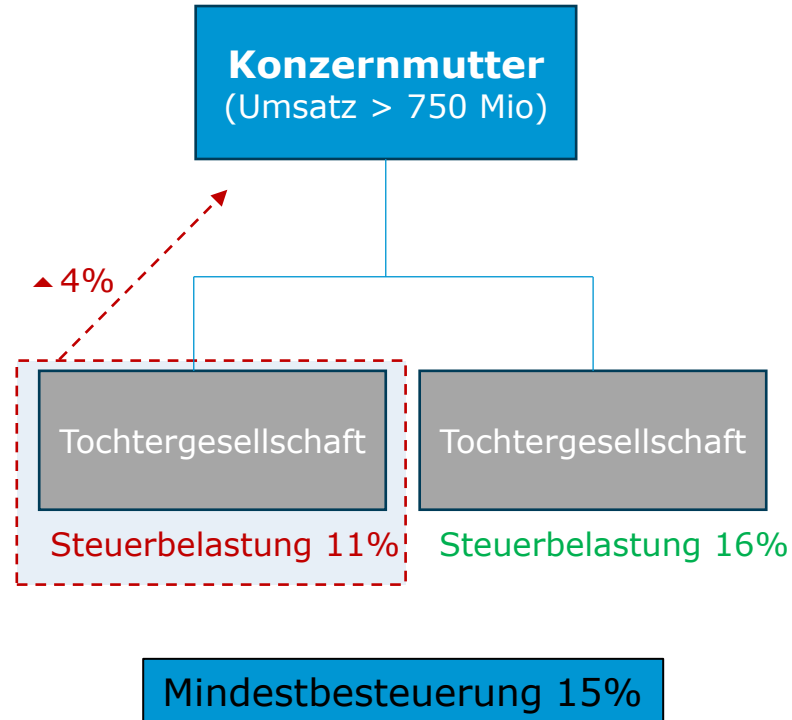 Konzernmutter
(Umsatz > 750 Mio)
4%
Tochtergesellschaft
Tochtergesellschaft
Steuerbelastung 11%
Steuerbelastung 16%
Mindestbesteuerung 15%